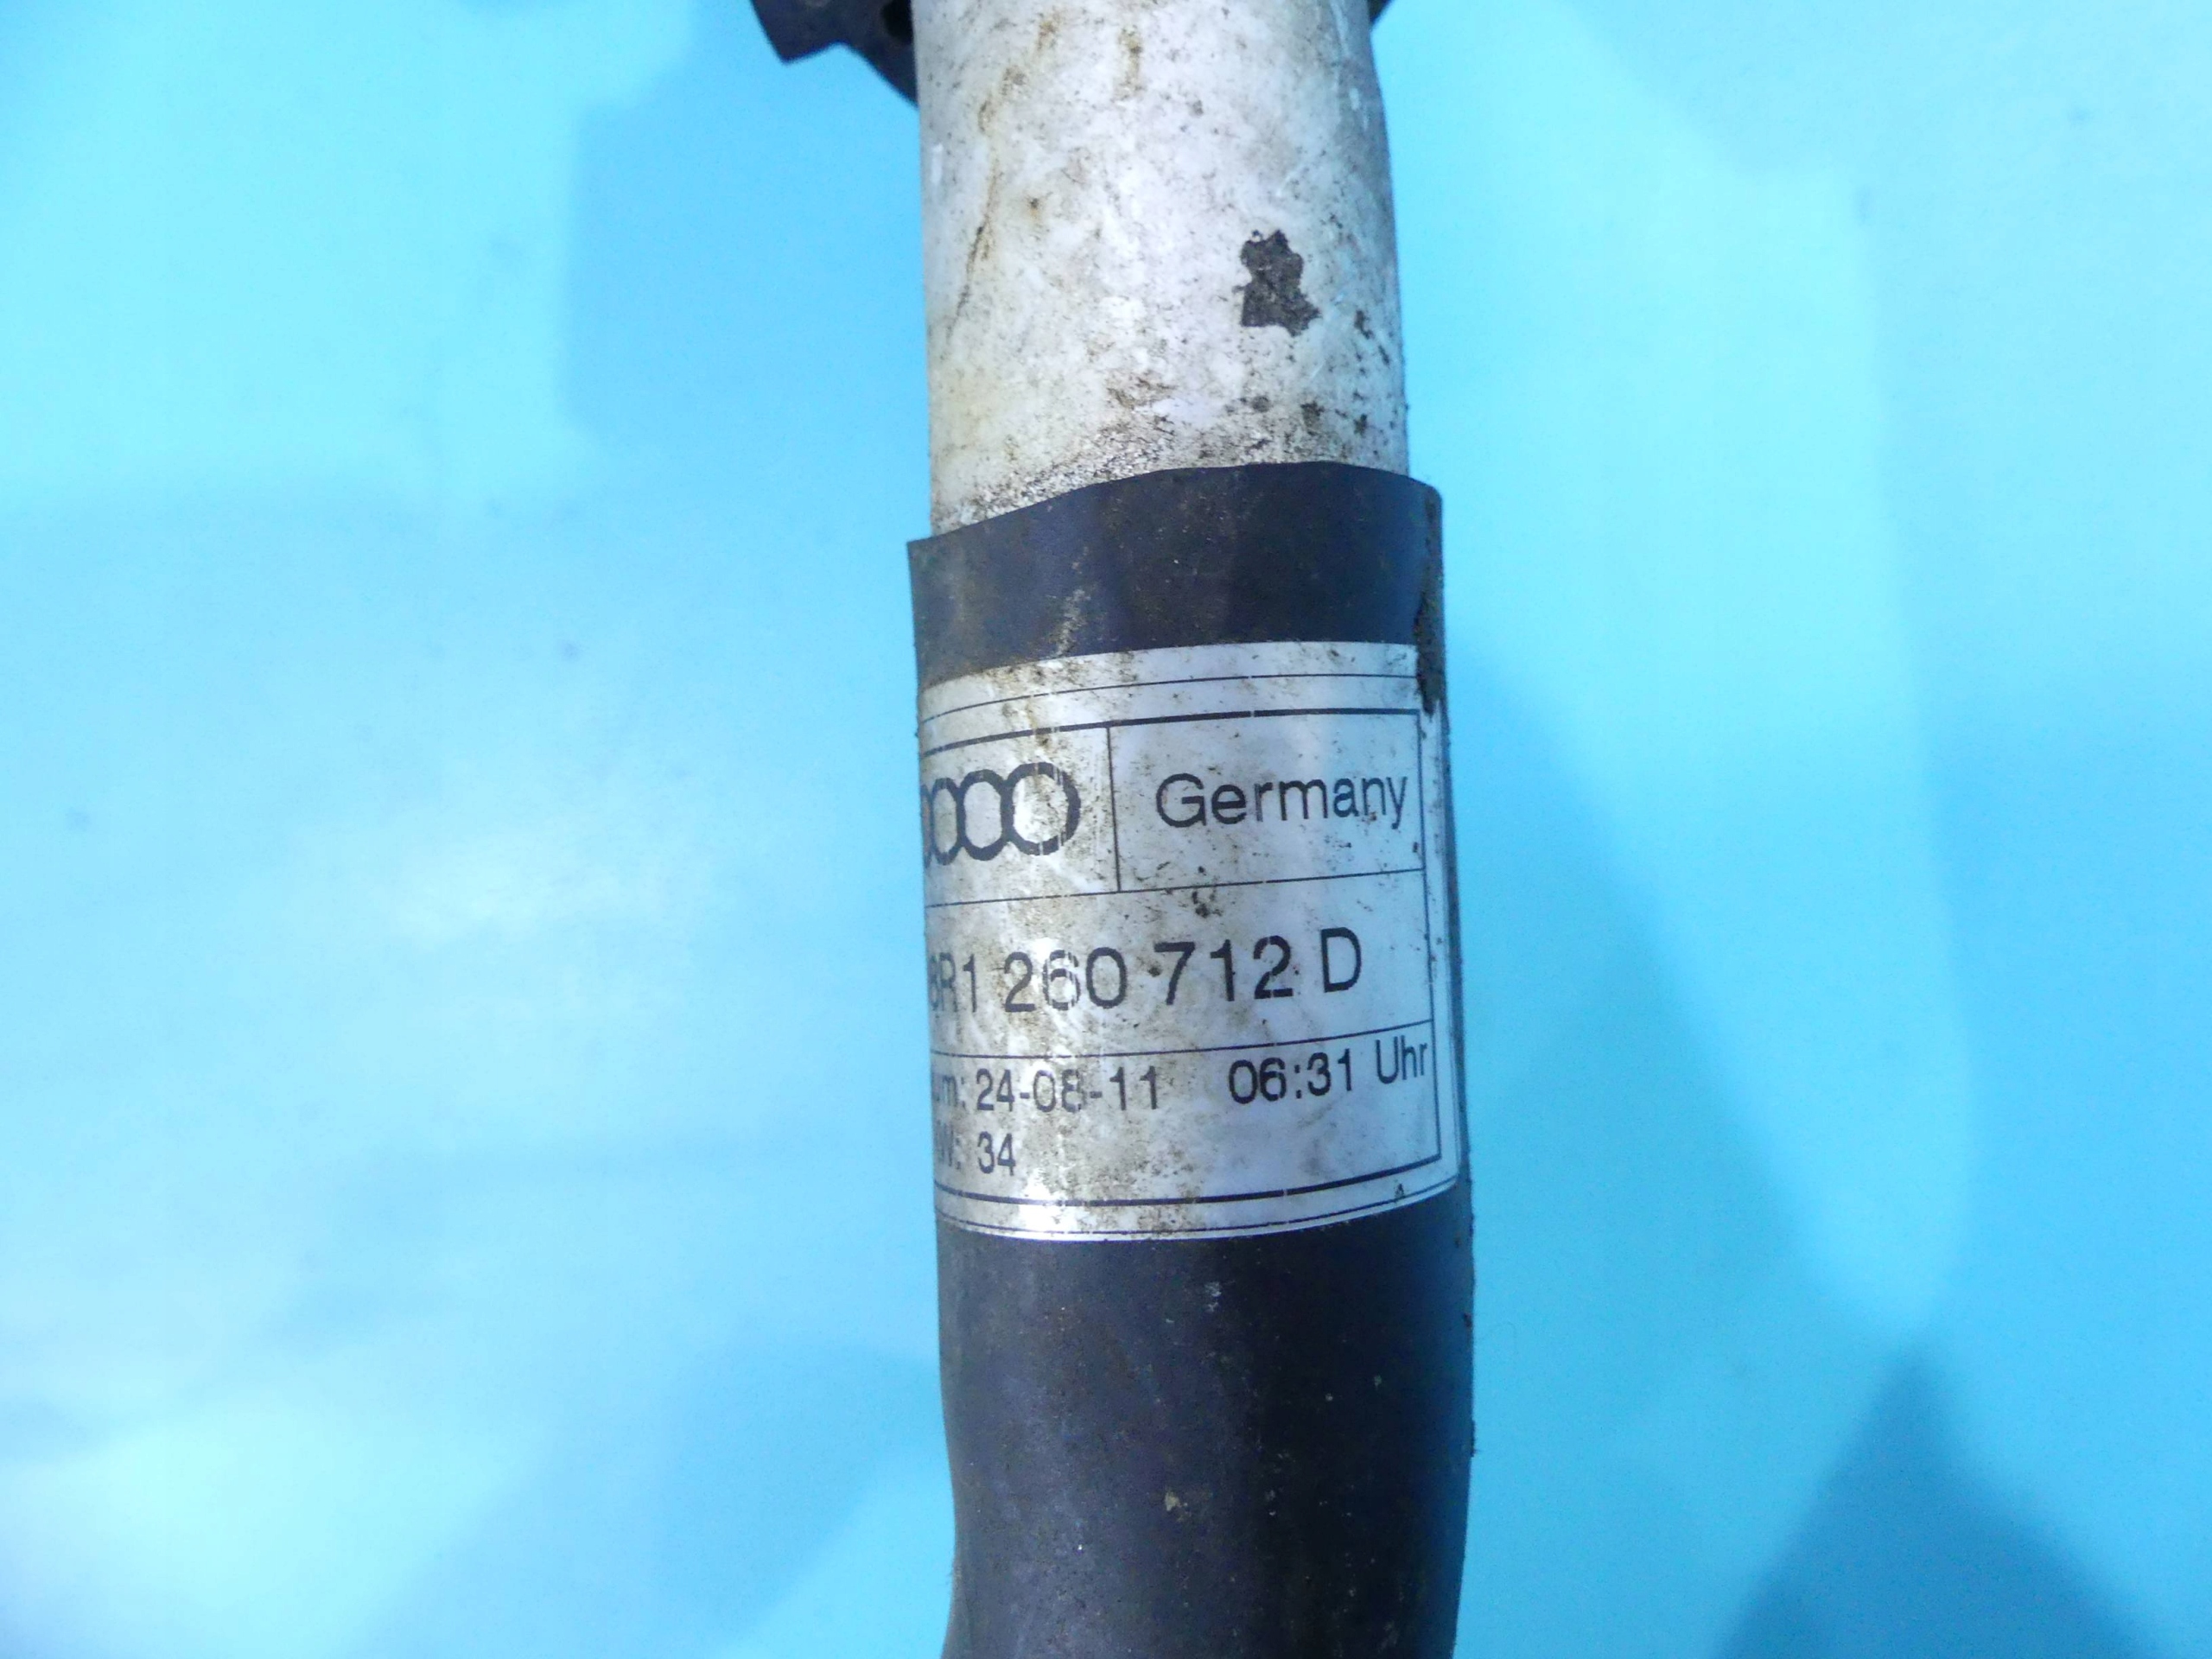 Germany
8R1 260 712 D
um: 24-08-11 06:31 Uhr
W: 34